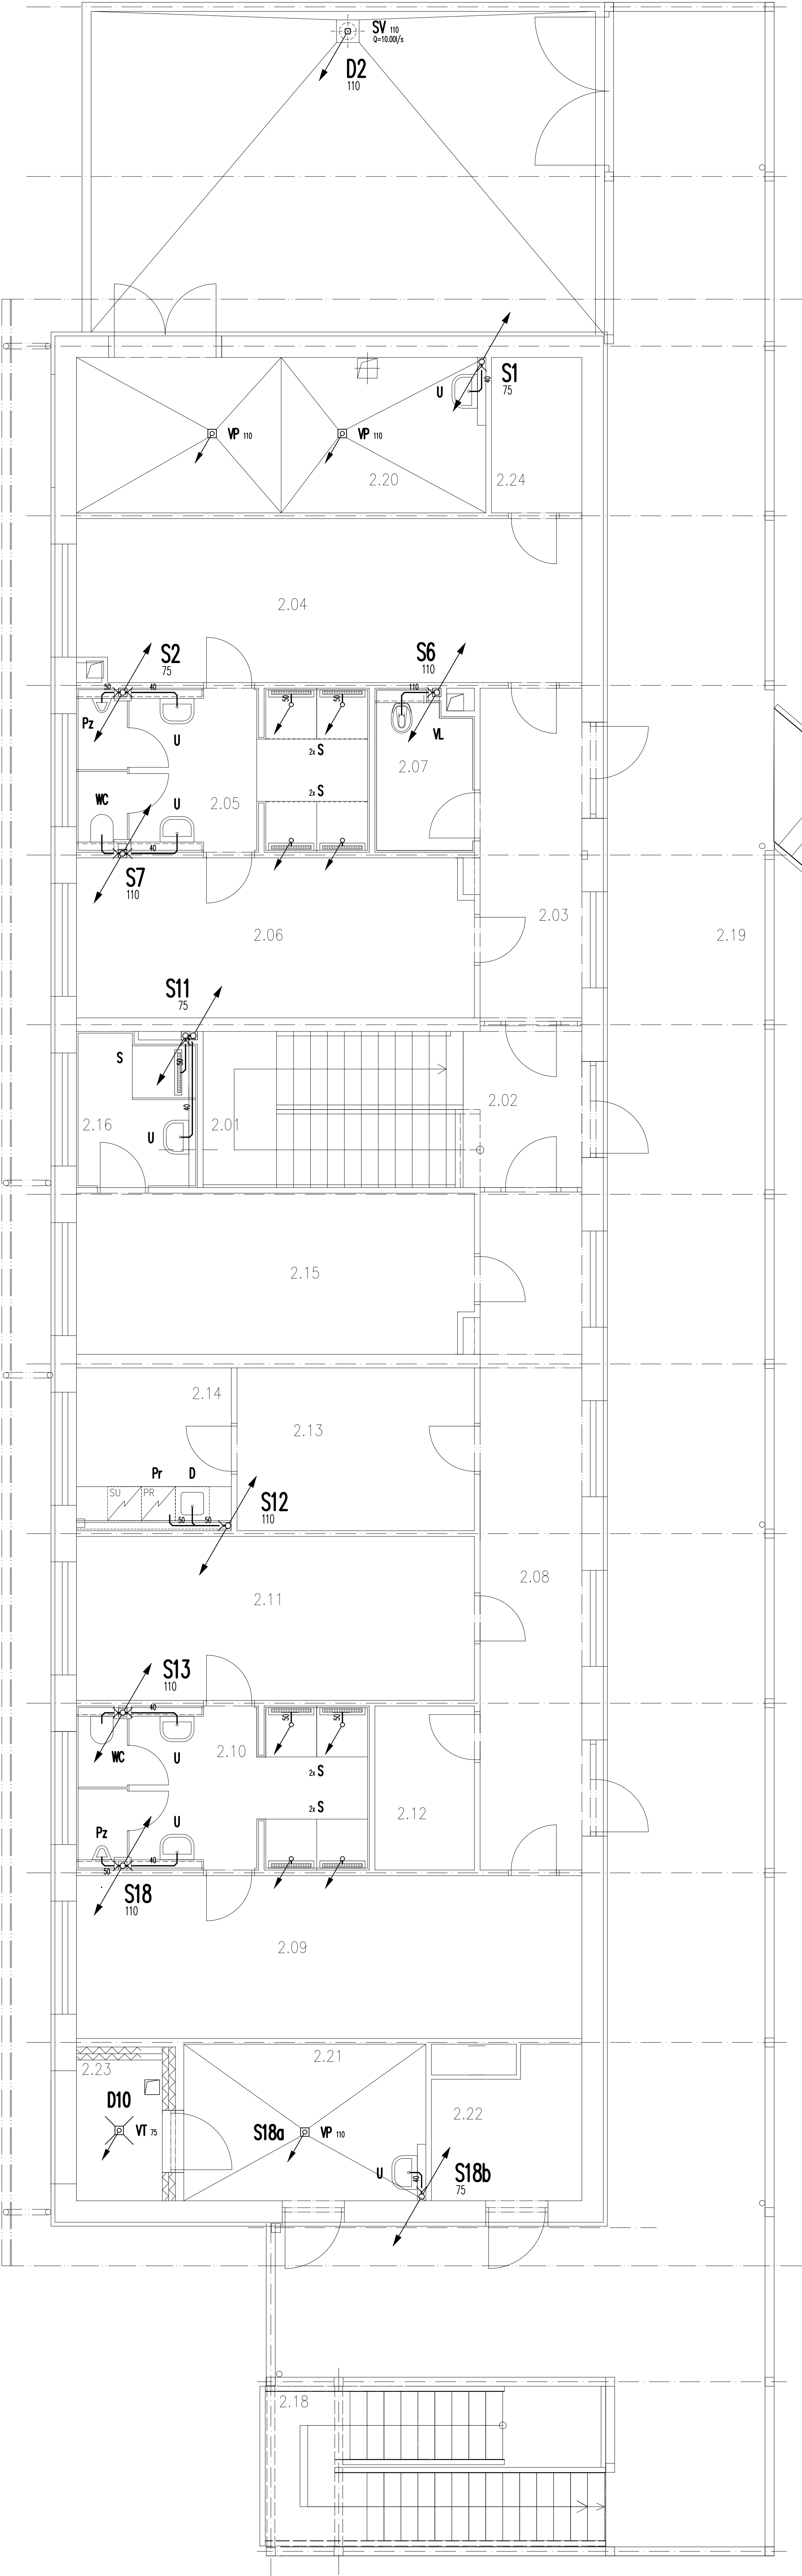 SV 110
Q=10.00l/s
D2
110
S1
75
U
40
VP 110
VP 110
2.20
2.24
2.04
S2
75
S6
110
50
40
50
50
110
Pz
U
VL
2x S
2.07
2x S
WC
U
2.05
40
S7
110
2.03
2.06
2.19
S11
75
S
50
40
2.16
2.01
2.02
U
2.15
2.14
2.13
Pr
D
SU
PR
S12
110
50
50
2.08
2.11
S13
110
40
50
50
WC
U
2.10
2x S
2x S
2.12
Pz
U
50
40
S18
110
2.09
2.21
2.23
D10
VT 75
S18a
VP 110
2.22
U
40
S18b
75
2.18